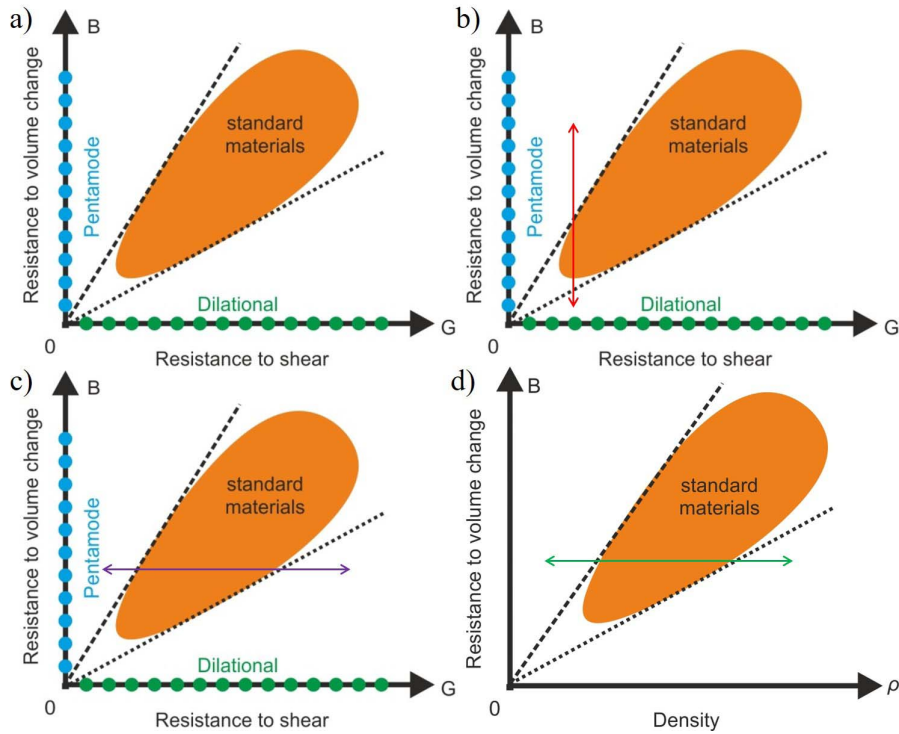 a)
B
Resistance to volume change
Pentamode
standard
materials
Dilational
G
0
Resistance to shear
b)
B
Resistance to volume change
Pentamode
standard
materials
Dilational
G
0
Resistance to shear
c)
B
Resistance to volume change
Pentamode
standard
materials
Dilational
G
0
Resistance to shear
d)
B
Resistance to volume change
standard
materials
ρ
0
Density